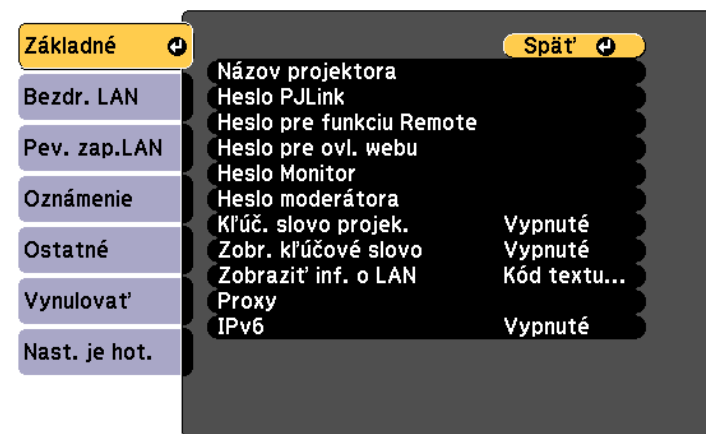 Základné
Bezdr. LAN
Pev. zap.LAN
Oznámenie
Ostatné
Vynulovať
Nast. je hot.
Späť
Názov projektora
Heslo PJLink
Heslo pre funkciu Remote
Heslo pre ovl. webu
Heslo Monitor
Heslo moderátora
Kľúč. slovo projek. Vypnuté
Zobr. kľúčové slovo Vypnuté
Zobraziť inf. o LAN Kód textu...
Proxy
IPv6 Vypnuté